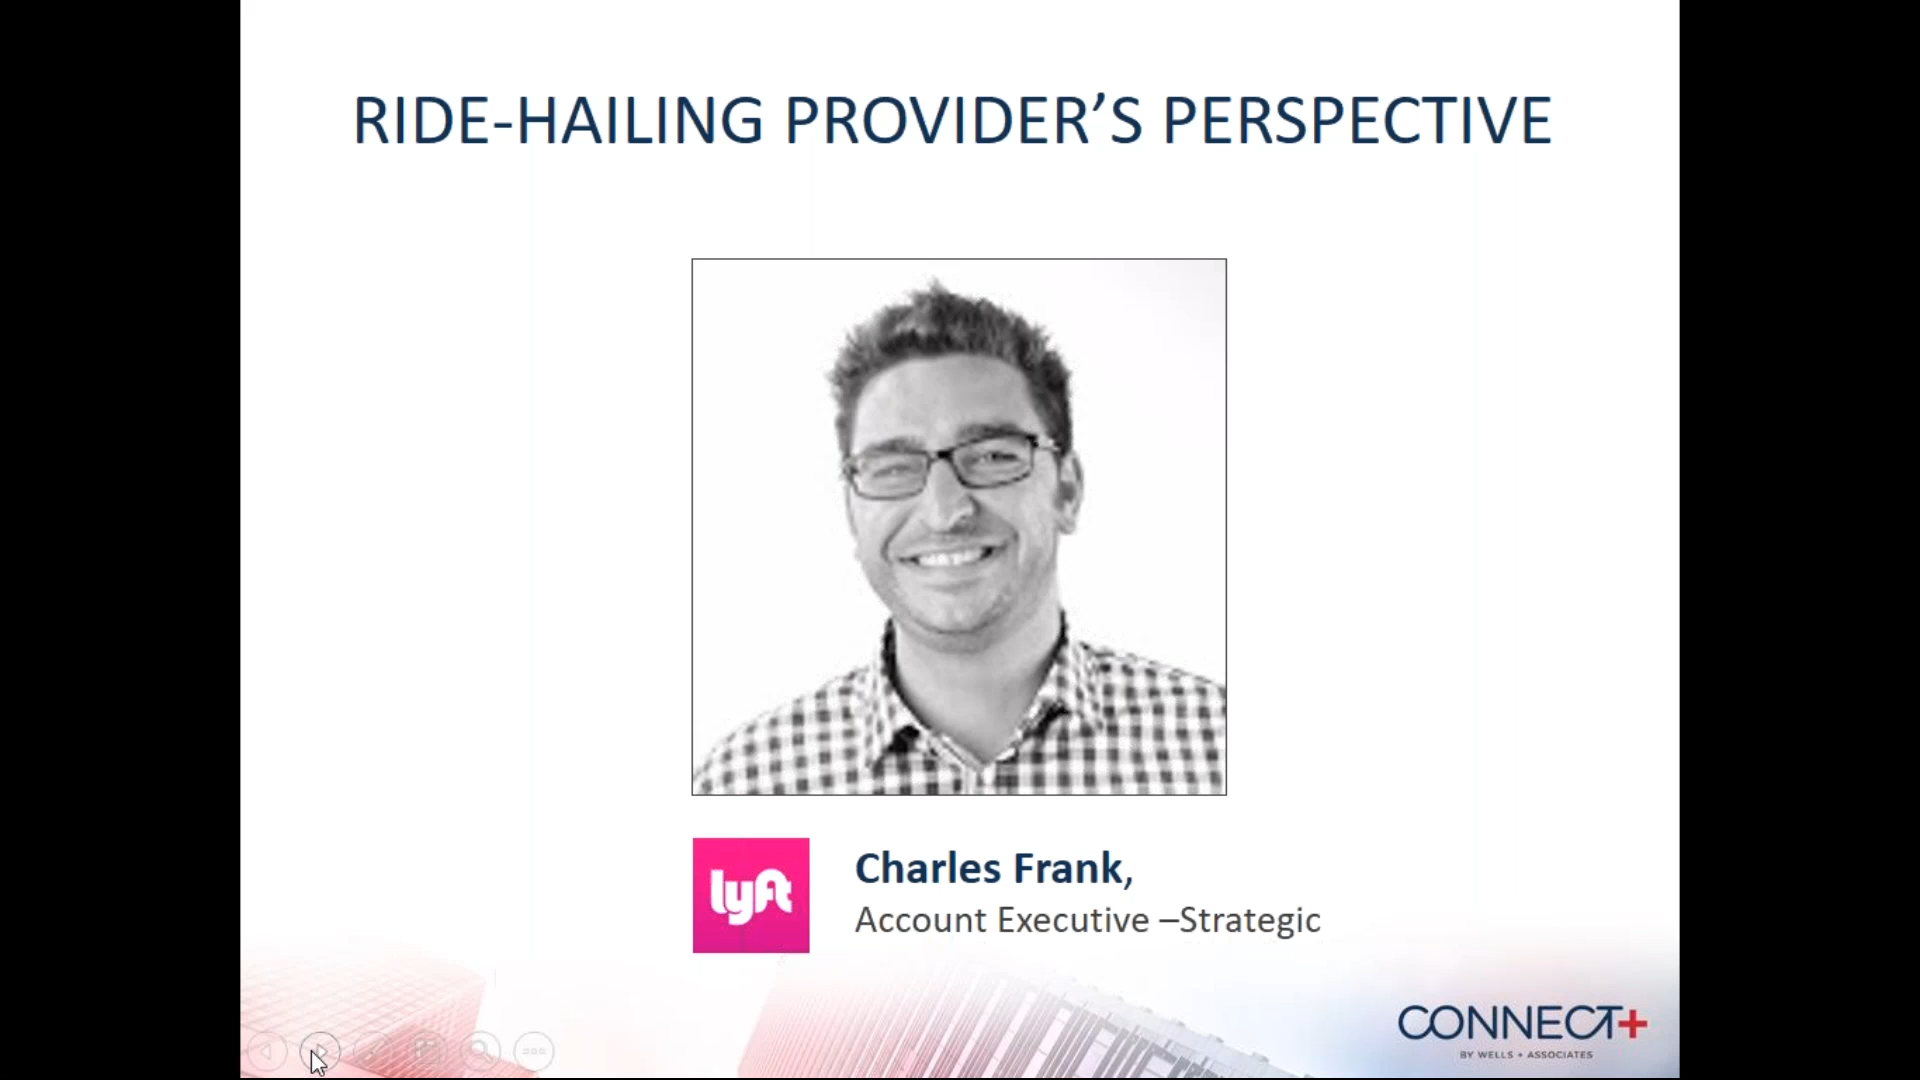 RIDE-HAILING PROVIDER’S PERSPECTIVE
lyft
Charles Frank,
Account Executive –Strategic
CONNECT+
BY WELLS + ASSOCIATES